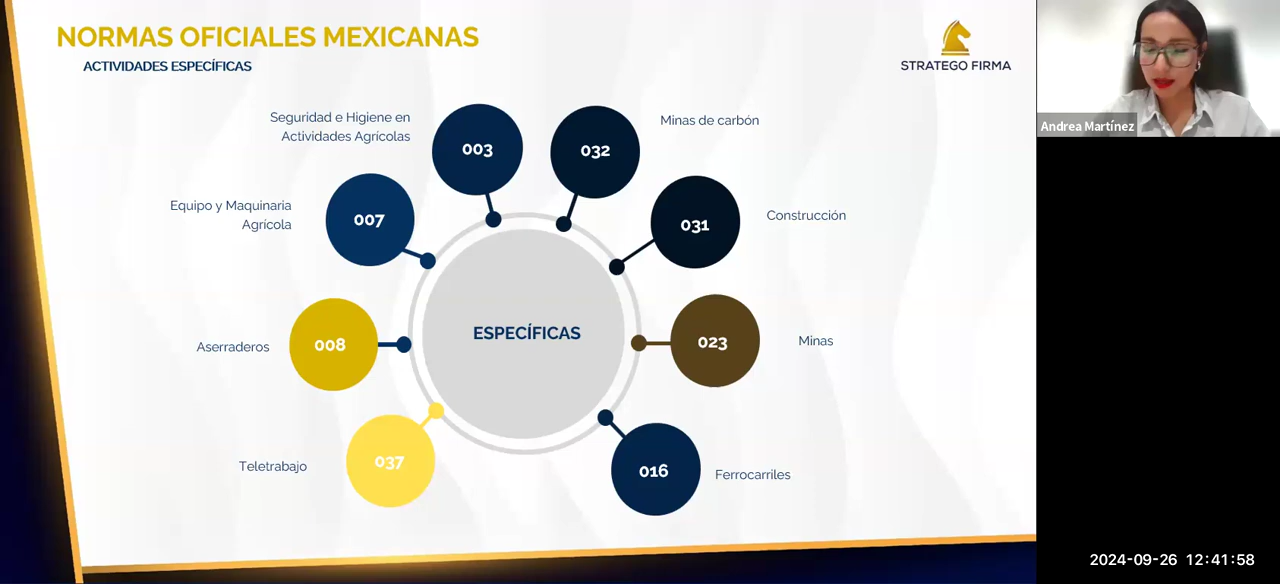 NORMAS OFICIALES MEXICANAS
ACTIVIDADES ESPECÍFICAS
STRATEGO FIRMA
Andrea Martínez
Seguridad e Higiene en
Actividades Agrícolas
003
032
Minas de carbón
Equipo y Maquinaria
Agrícola
007
031
Construcción
Aserraderos
008
ESPECÍFICAS
023
Minas
Teletrabajo
037
016
Ferrocarriles
2024-09-26 12:41:58